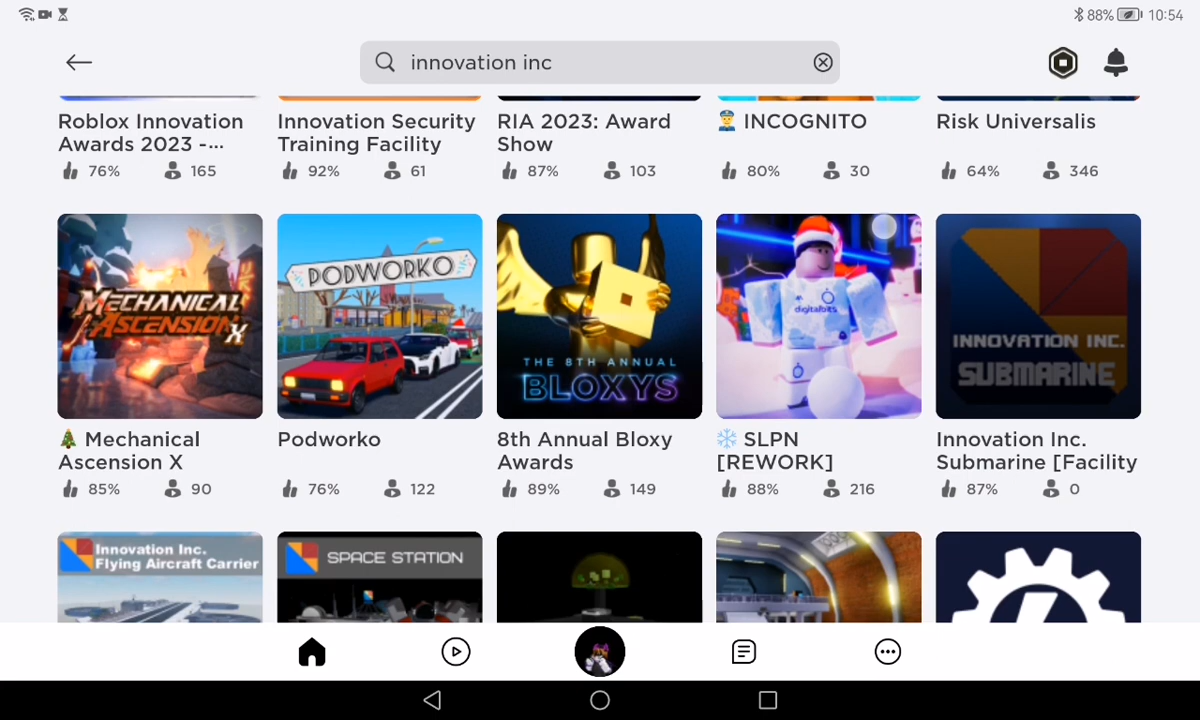 88% 10:54
innovation inc
Roblox Innovation
Awards 2023 -...
76% 165
Innovation Security
Training Facility
92% 61
RIA 2023: Award
Show
87% 103
👮 INCOGNITO
80% 30
Risk Universalis
64% 346
MECHANICAL
ASCENSION X
PODWORKO
THE 8TH ANNUAL
BLOXYS
digitalbits
INNOVATION INC.
SUBMARINE
🎄 Mechanical
Ascension X
85% 90
Podworko
76% 122
8th Annual Bloxy
Awards
89% 149
❄️ SLPN
[REWORK]
88% 216
Innovation Inc.
Submarine [Facility
87% 0
Innovation Inc.
Flying Aircraft Carrier
SPACE STATION